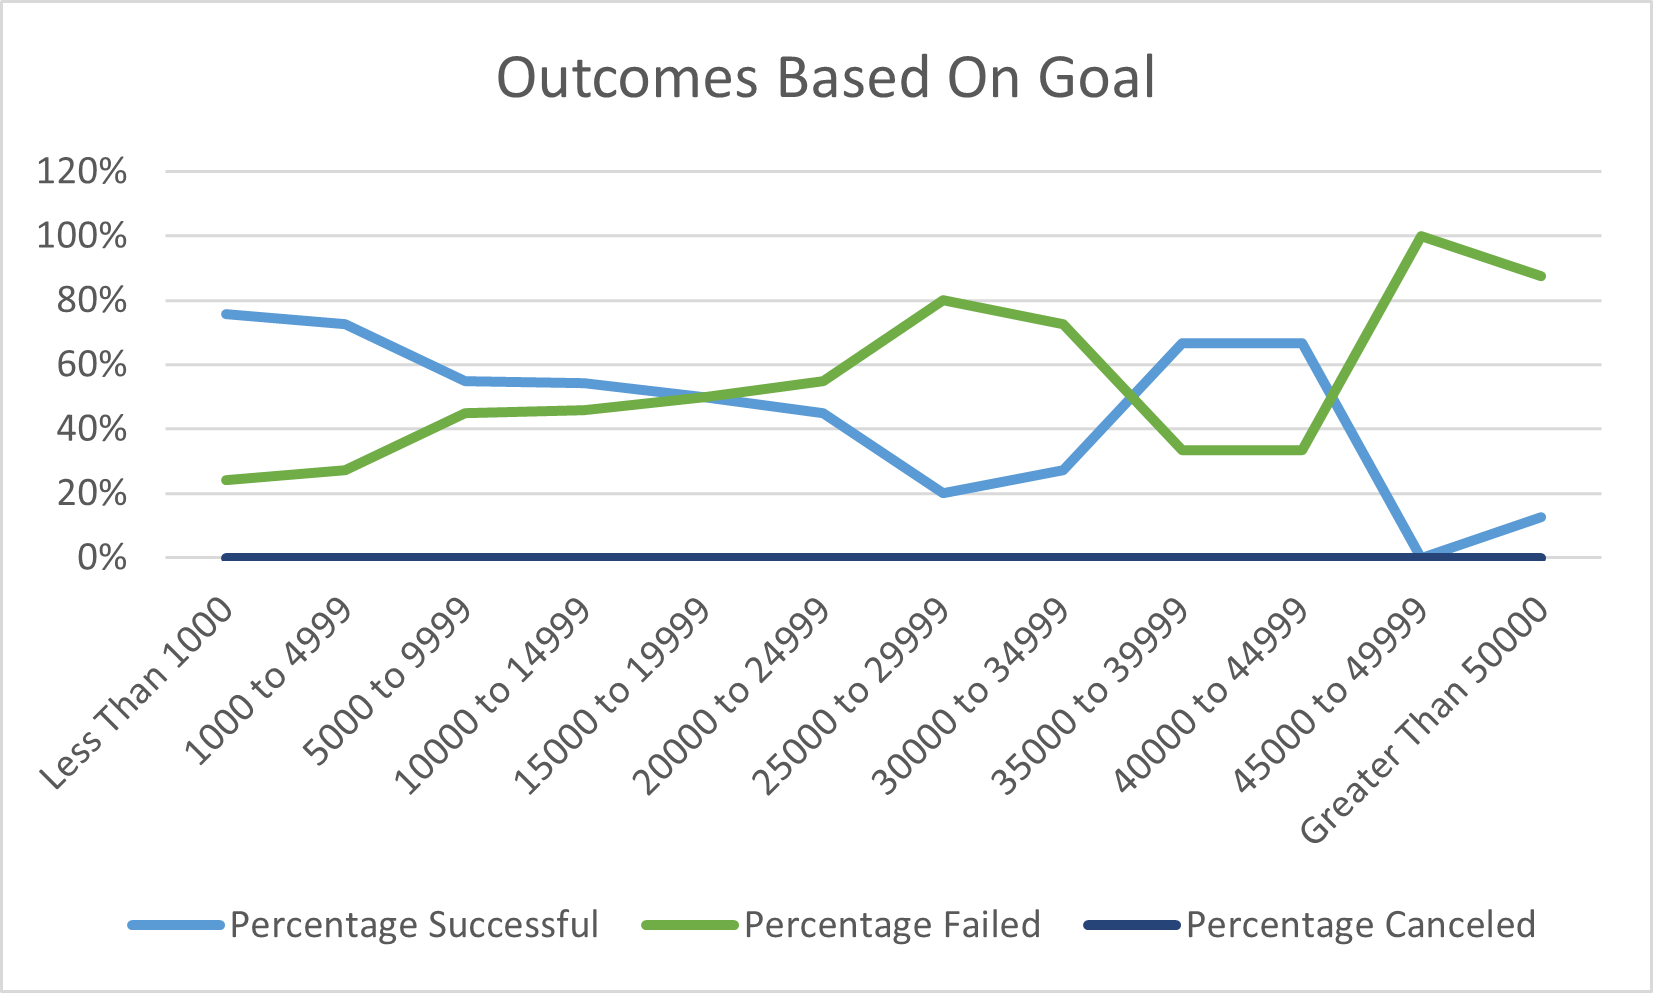 Outcomes Based On Goal
120%
100%
80%
60%
40%
20%
0%
Less Than 1000
1000 to 4999
5000 to 9999
10000 to 14999
15000 to 19999
20000 to 24999
25000 to 29999
30000 to 34999
35000 to 39999
40000 to 44999
45000 to 49999
Greater Than 50000
Percentage Successful
Percentage Failed
Percentage Canceled